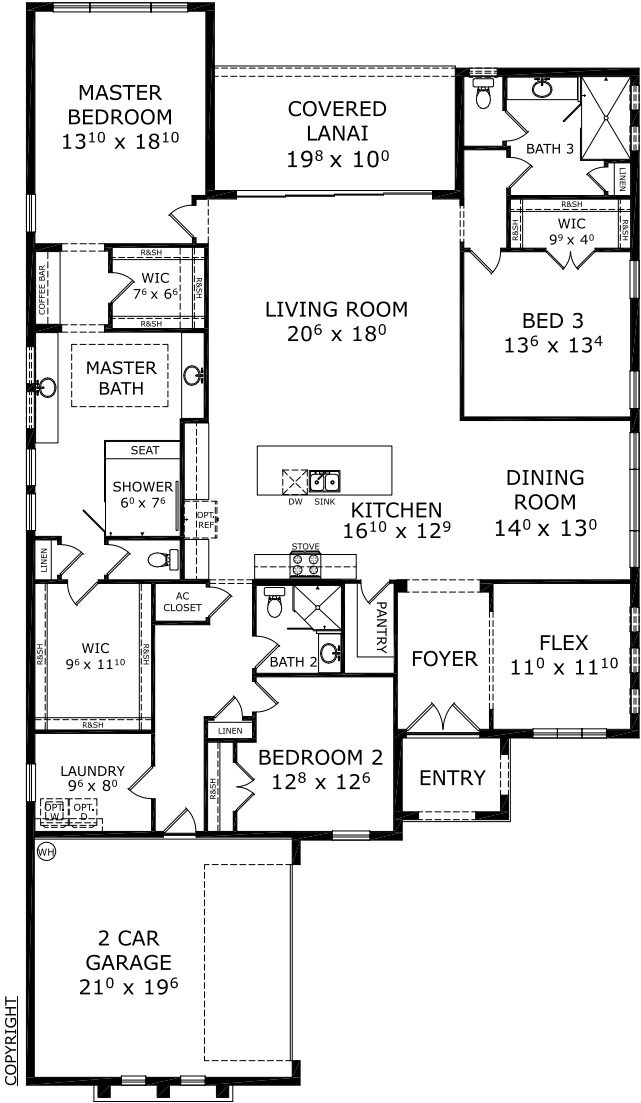 MASTER
BEDROOM
13¹⁰ x 18¹⁰
COVERED
LANAI
19⁸ x 10⁰
BATH 3
LINEN
R&SH
R&SH
WIC
9⁹ x 4⁰
R&SH
R&SH
WIC
7⁶ x 6⁶
R&SH
R&SH
COFFEE BAR
LIVING ROOM
20⁶ x 18⁰
BED 3
13⁶ x 13⁴
MASTER
BATH
SEAT
SHOWER
6⁰ x 7⁶
DW
SINK
OPT.
REF.
KITCHEN
16¹⁰ x 12⁹
DINING
ROOM
14⁰ x 13⁰
STOVE
LINEN
AC
CLOSET
PANTRY
R&SH
WIC
9⁶ x 11¹⁰
R&SH
R&SH
BATH 2
FOYER
FLEX
11⁰ x 11¹⁰
LINEN
LAUNDRY
9⁶ x 8⁰
OPT.
W
OPT.
D
R&SH
BEDROOM 2
12⁸ x 12⁶
ENTRY
WH
2 CAR
GARAGE
21⁰ x 19⁶
COPYRIGHT